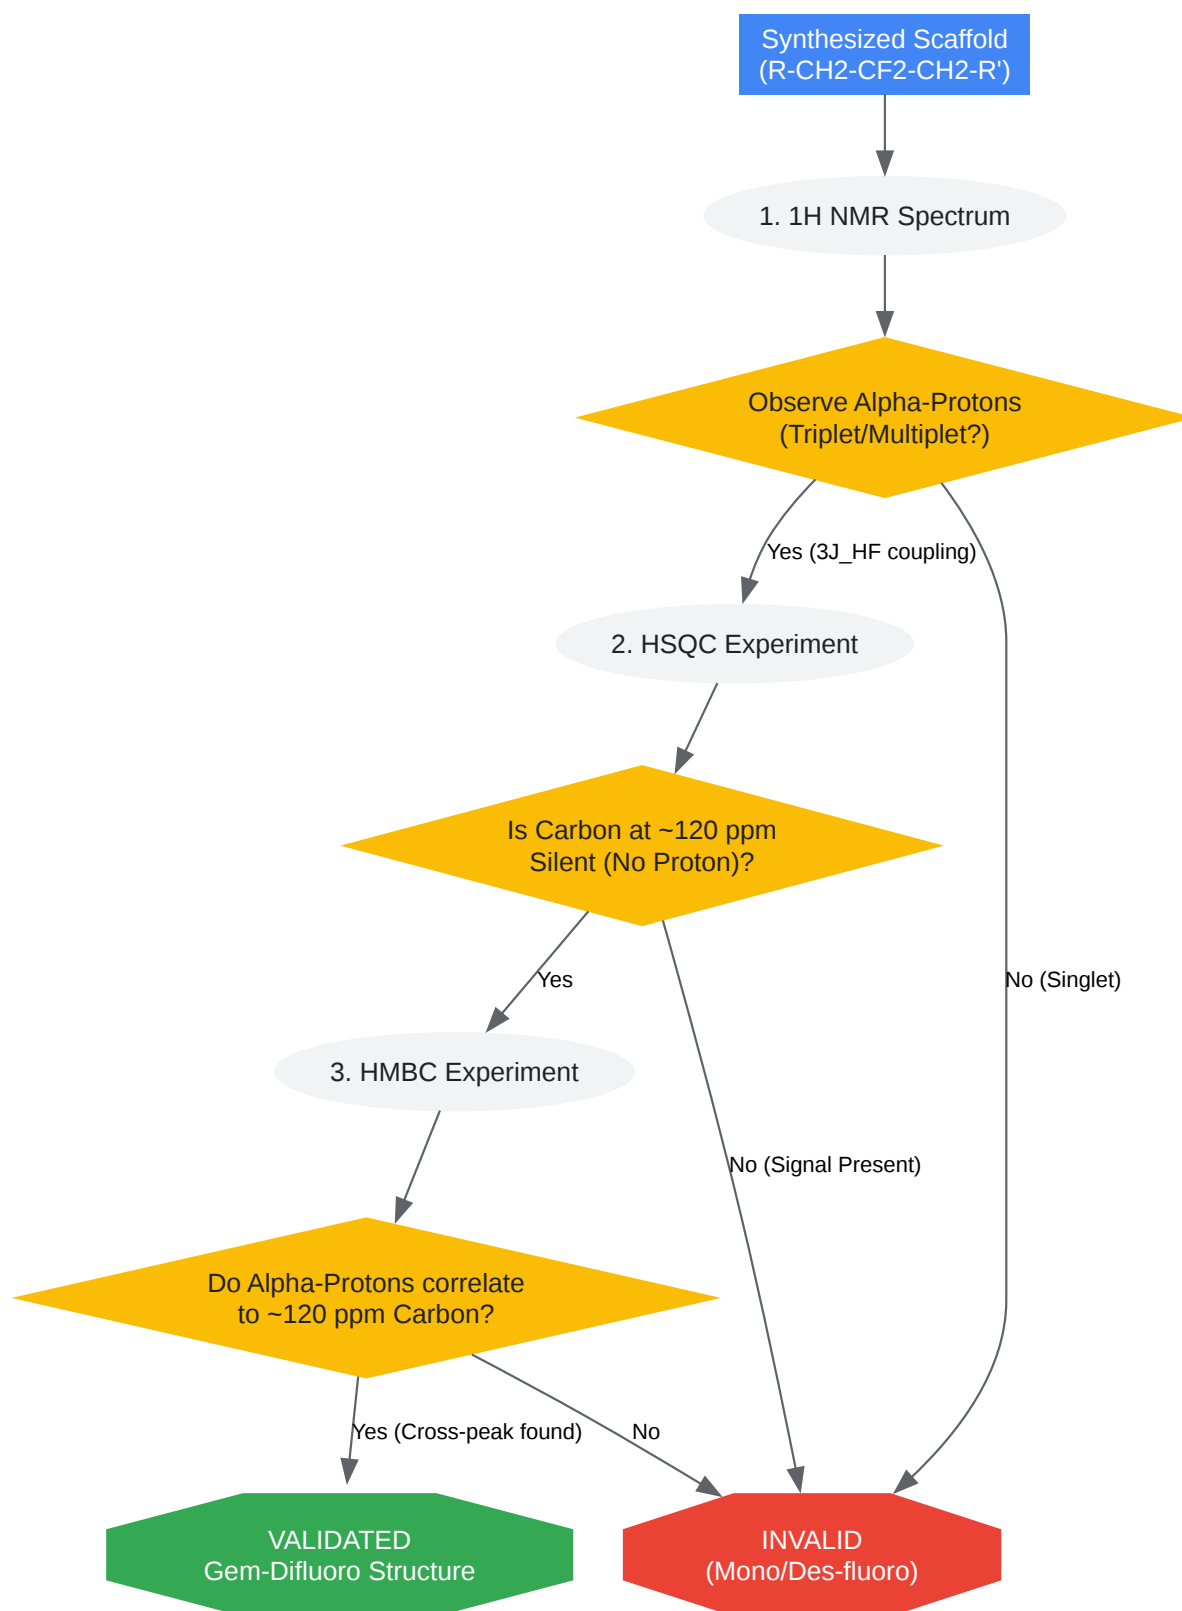 Synthesized Scaffold
(R-CH2-CF2-CH2-R')
1. 1H NMR Spectrum
Observe Alpha-Protons
(Triplet/Multiplet?)
Yes (3J_HF coupling)
2. HSQC Experiment
Is Carbon at ~120 ppm
Silent (No Proton)?
Yes
No (Singlet)
3. HMBC Experiment
No (Signal Present)
Do Alpha-Protons correlate
to ~120 ppm Carbon?
Yes (Cross-peak found)
No
VALIDATED
Gem-Difluoro Structure
INVALID
(Mono/Des-fluoro)